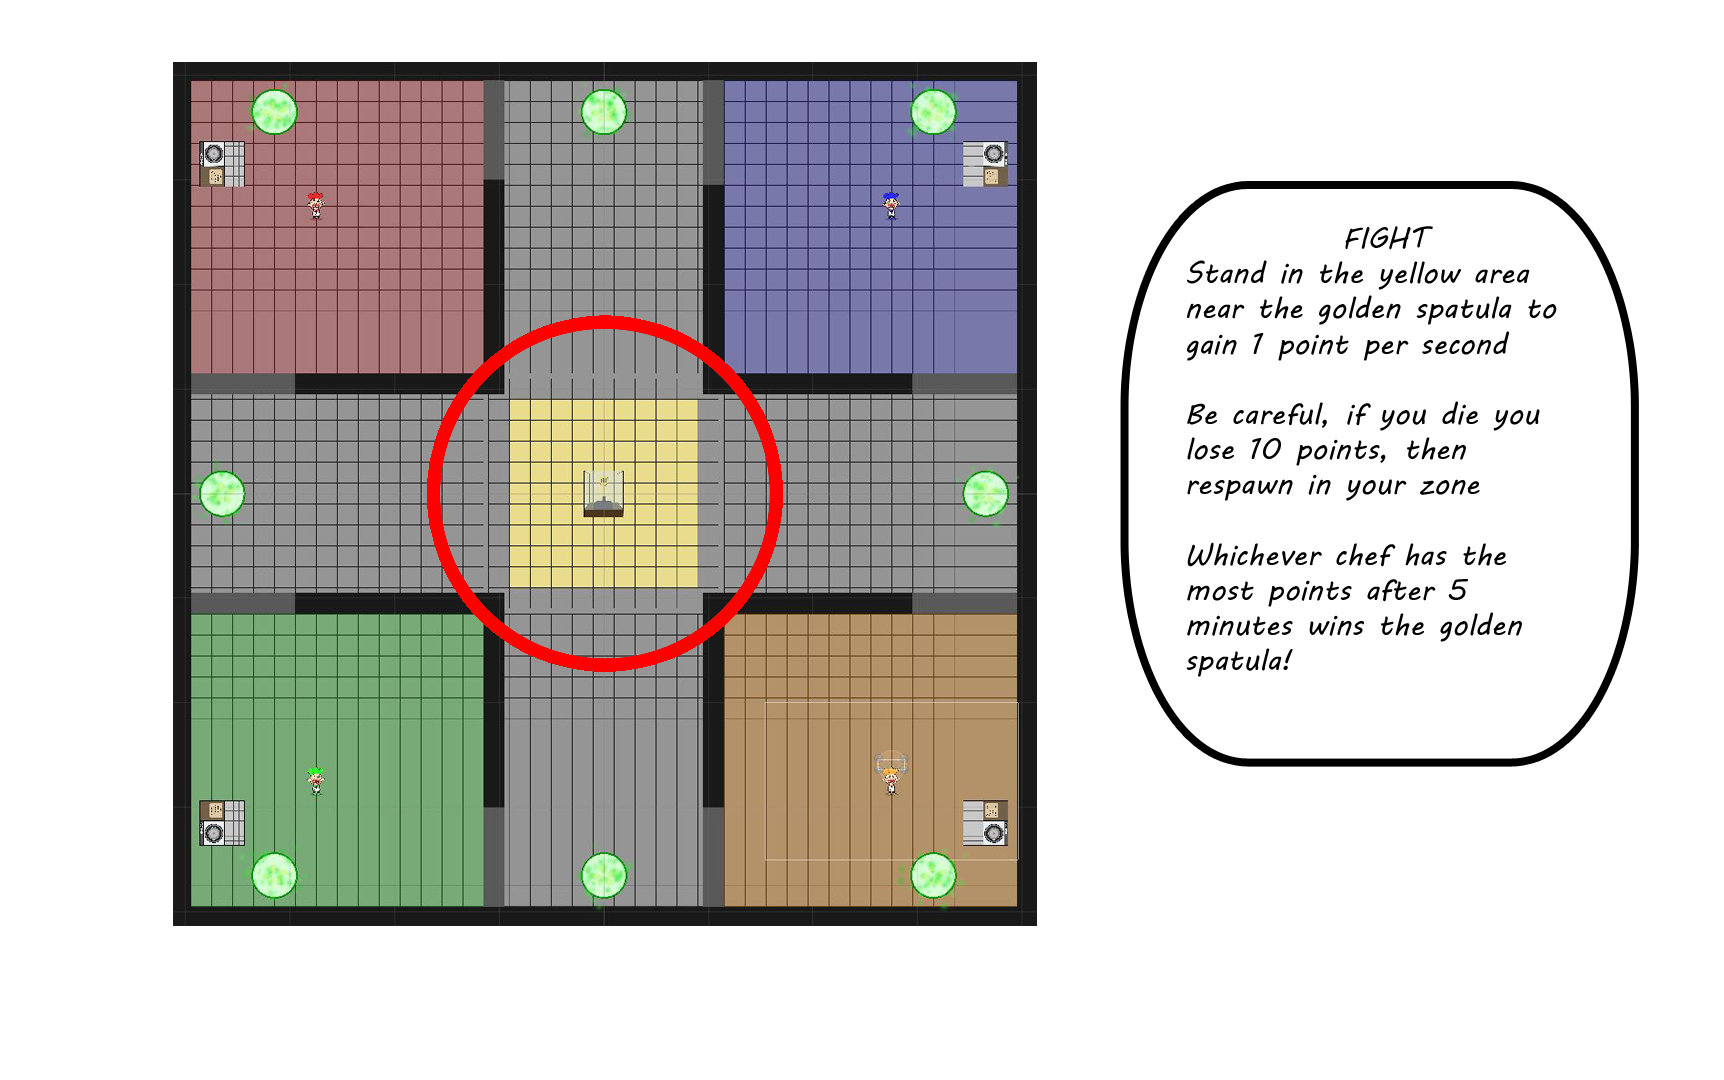 FIGHT
Stand in the yellow area
near the golden spatula to
gain 1 point per second
Be careful, if you die you
lose 10 points, then
respawn in your zone
Whichever chef has the
most points after 5
minutes wins the golden
spatula!